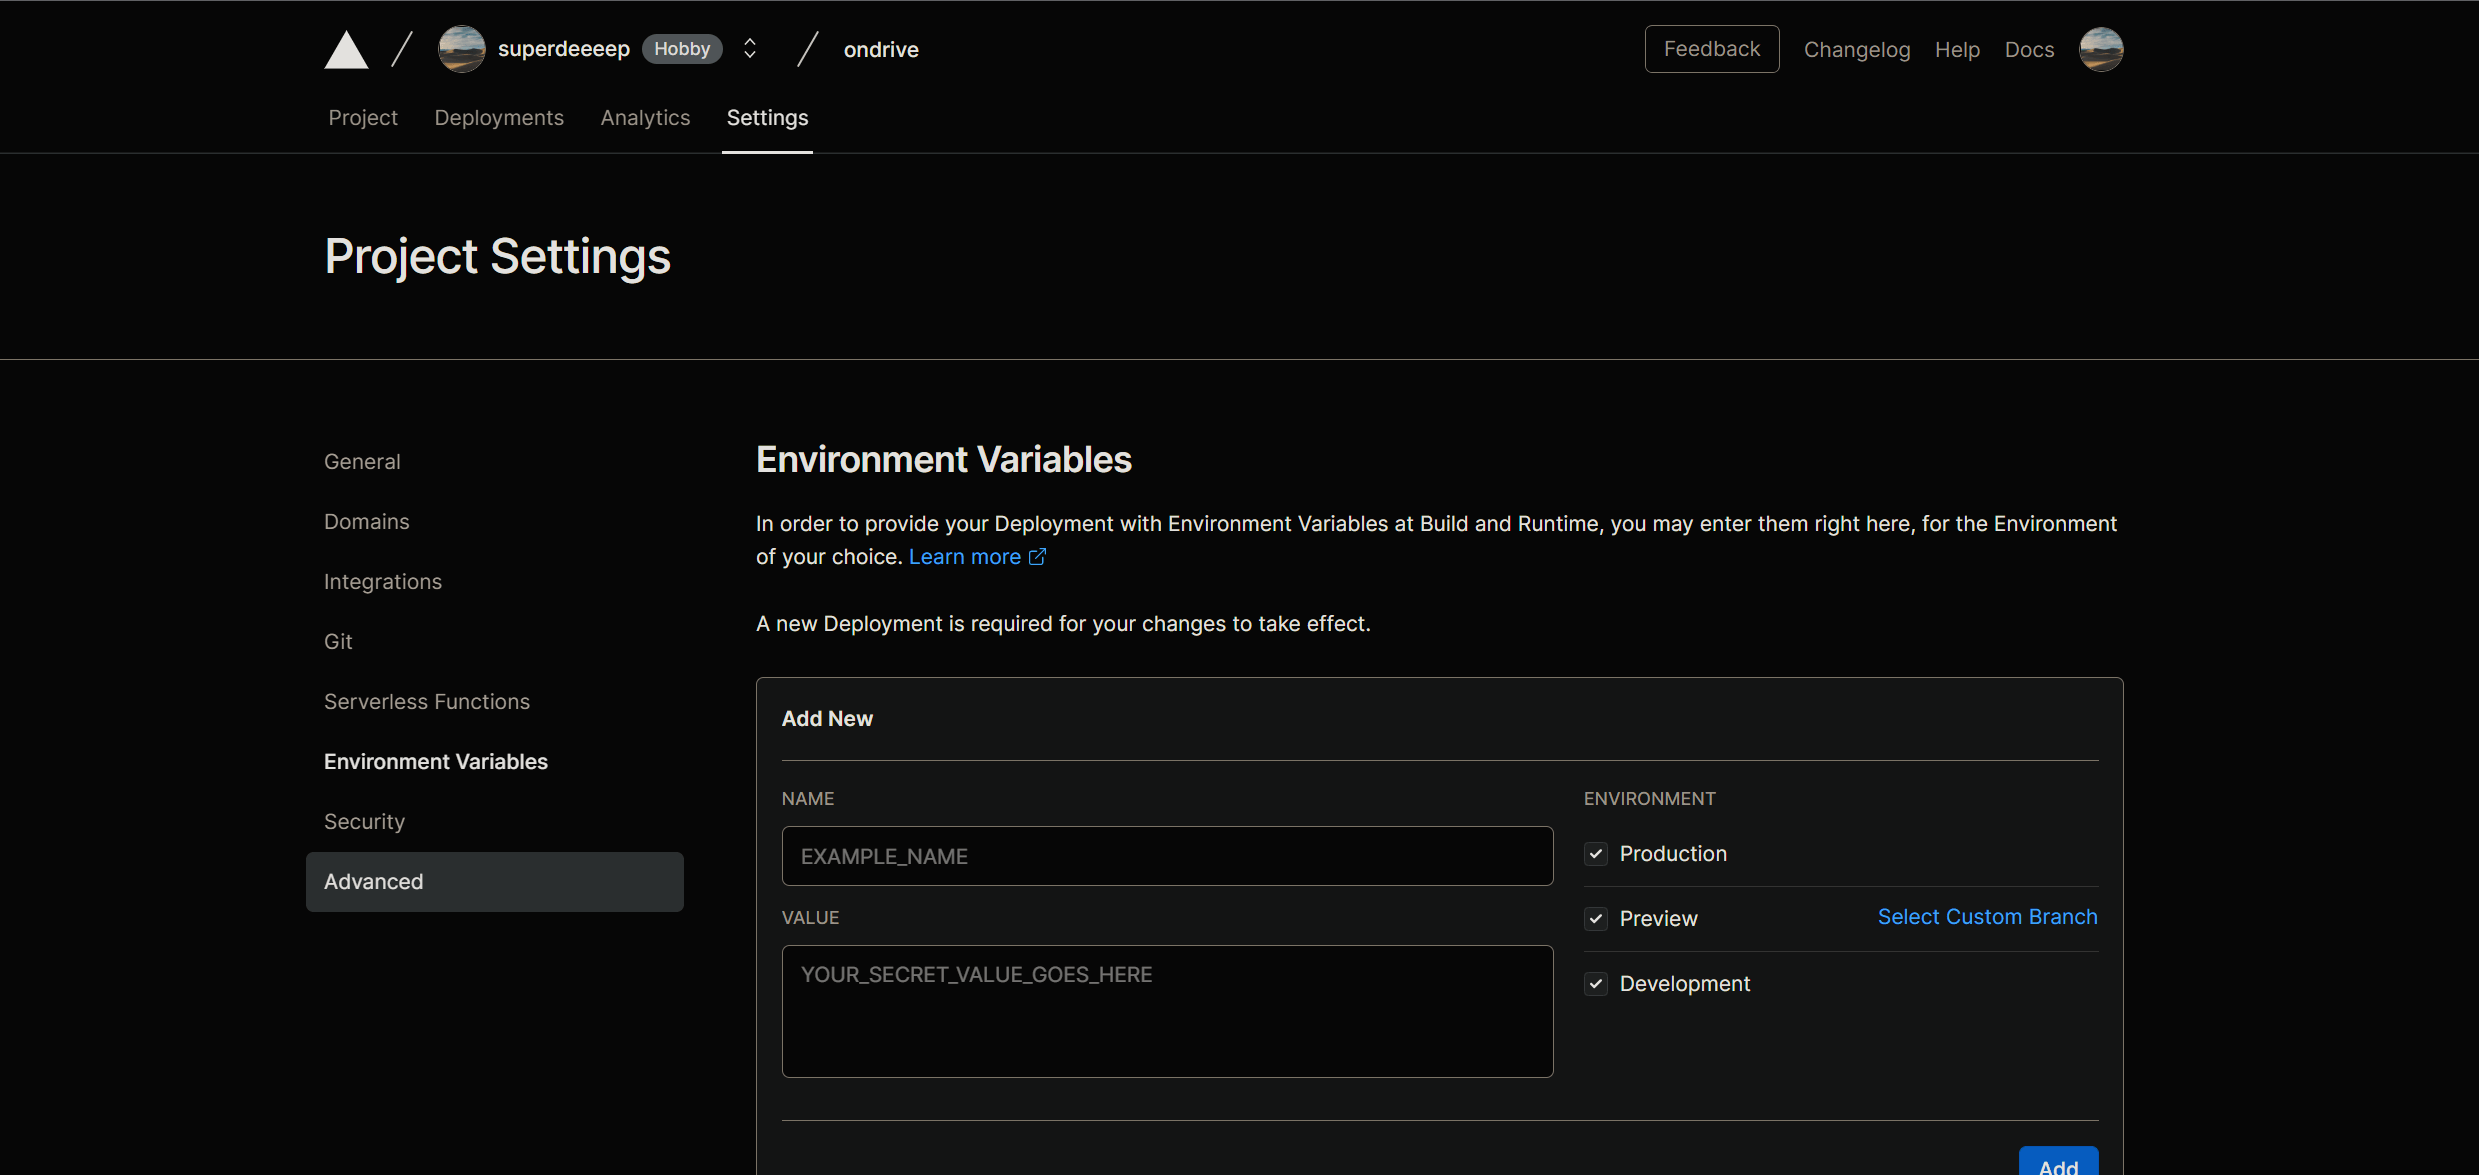 superdeeeep Hobby ondrive Feedback Changelog Help Docs
Project Deployments Analytics Settings
Project Settings
General
Domains
Integrations
Git
Serverless Functions
Environment Variables
Security
Advanced
Environment Variables
In order to provide your Deployment with Environment Variables at Build and Runtime, you may enter them right here, for the Environment
of your choice. Learn more
A new Deployment is required for your changes to take effect.
Add New
NAME
EXAMPLE_NAME
VALUE
YOUR_SECRET_VALUE_GOES_HERE
ENVIRONMENT
Production
Preview Select Custom Branch
Development
Add